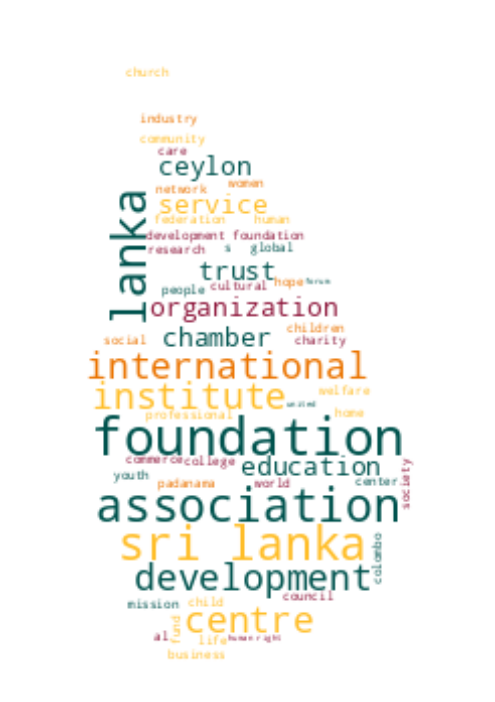 church
industry
community
care
ceylon
network women
service
lanka
federation human
development foundation
research s global
trust
people cultural hope forum
organization
children
social chamber charity
international
institute welfare
united
professional home
foundation
commerce college education
youth padanama world center society
association
sri lanka
colombo
development
mission child council
centre
fund
al life human right
business